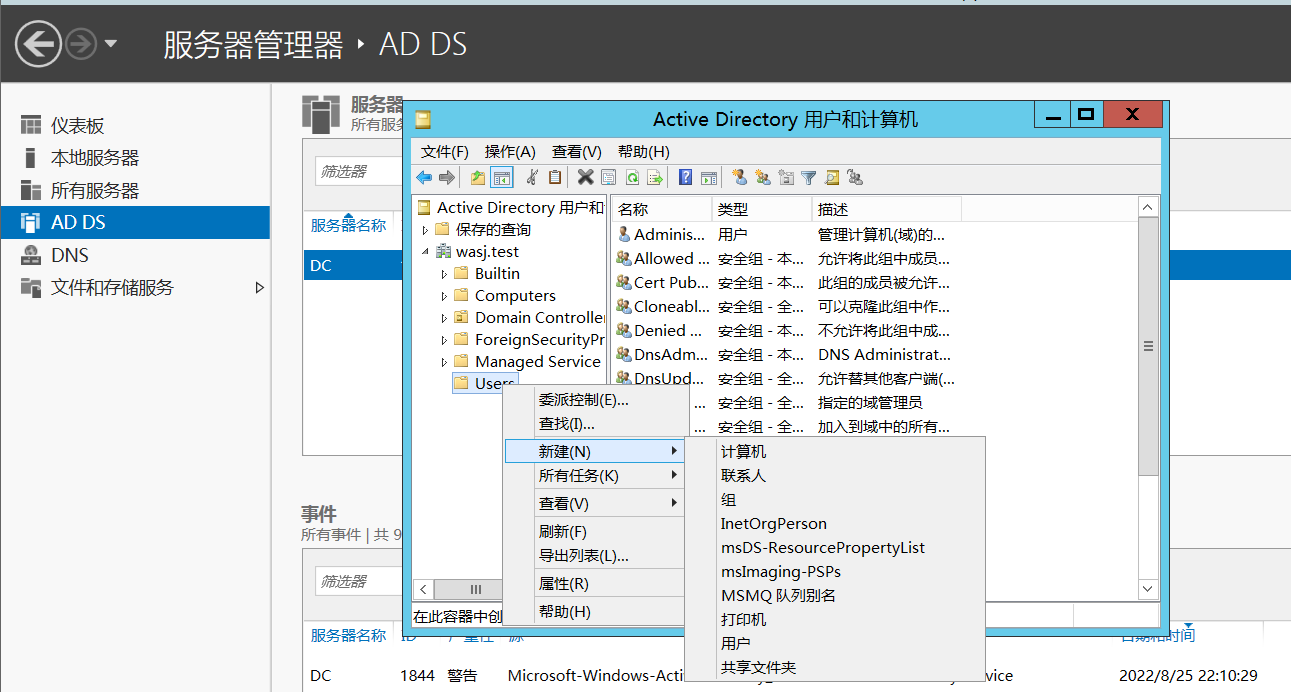 服务器管理器 ▸ AD DS
仪表板
本地服务器
所有服务器
AD DS
DNS
文件和存储服务
服务器
所有服务
筛选器
服务器名称
DC
事件
所有事件 | 共 9
筛选器
服务器名称 ID 严重性 源 日期和时间
DC 1844 警告 Microsoft-Windows-Acti 2022/8/25 22:10:29
Active Directory 用户和计算机
文件(F) 操作(A) 查看(V) 帮助(H)
Active Directory 用户和
保存的查询
wasj.test
Builtin
Computers
Domain Controller
ForeignSecurityPr
Managed Service
Users
在此容器中创
名称 类型 描述
Adminis... 用户 管理计算机(域)的...
Allowed ... 安全组 - 本... 允许将此组中成员...
Cert Pub... 安全组 - 本... 此组的成员被允许...
Cloneabl... 安全组 - 全... 可以克隆此组中作...
Denied ... 安全组 - 本... 不允许将此组中成...
DnsAdm... 安全组 - 本... DNS Administrat...
DnsUpd... 安全组 - 全... 允许替其他客户端(...
... 安全组 - 全... 指定的域管理员
... 安全组 - 全... 加入到域中的所有...
委派控制(E)...
查找(I)...
新建(N)
所有任务(K)
查看(V)
刷新(F)
导出列表(L)...
属性(R)
帮助(H)
计算机
联系人
组
InetOrgPerson
msDS-ResourcePropertyList
msImaging-PSPs
MSMQ 队列别名
打印机
用户
共享文件夹